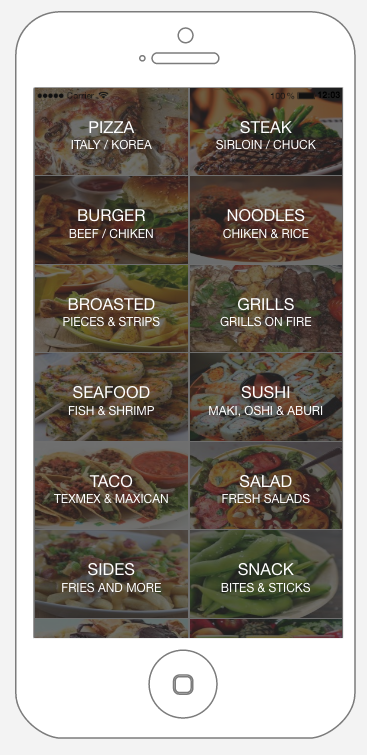 Carrier 100%
PIZZA
ITALY / KOREA
STEAK
SIRLOIN / CHUCK
BURGER
BEEF / CHIKEN
NOODLES
CHIKEN & RICE
BROASTED
PIECES & STRIPS
GRILLS
GRILLS ON FIRE
SEAFOOD
FISH & SHRIMP
SUSHI
MAKI, OSHI & ABURI
TACO
TEXMEX & MAXICAN
SALAD
FRESH SALADS
SIDES
FRIES AND MORE
SNACK
BITES & STICKS